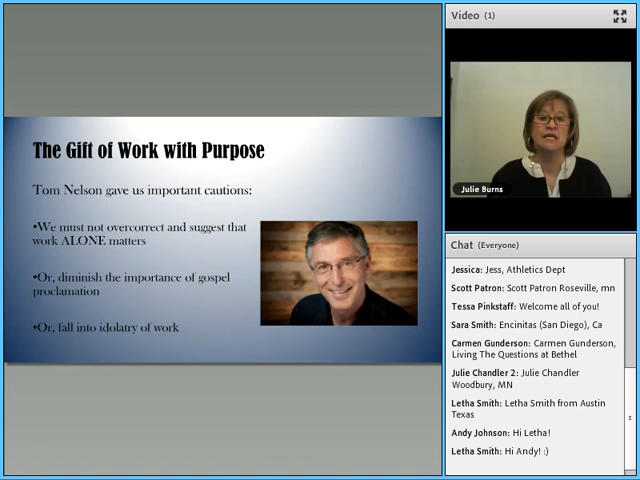 The Gift of Work with Purpose
Tom Nelson gave us important cautions:
•We must not overcorrect and suggest that
work ALONE matters
•Or, diminish the importance of gospel
proclamation
•Or, fall into idolatry of work
Video (1)
Julie Burns
Chat (Everyone)
Jessica: Jess, Athletics Dept
Scott Patron: Scott Patron Roseville, mn
Tessa Pinkstaff: Welcome all of you!
Sara Smith: Encinitas (San Diego), Ca
Carmen Gunderson: Carmen Gunderson,
Living The Questions at Bethel
Julie Chandler 2: Julie Chandler
Woodbury, MN
Letha Smith: Letha Smith from Austin
Texas
Andy Johnson: Hi Letha!
Letha Smith: Hi Andy! :)